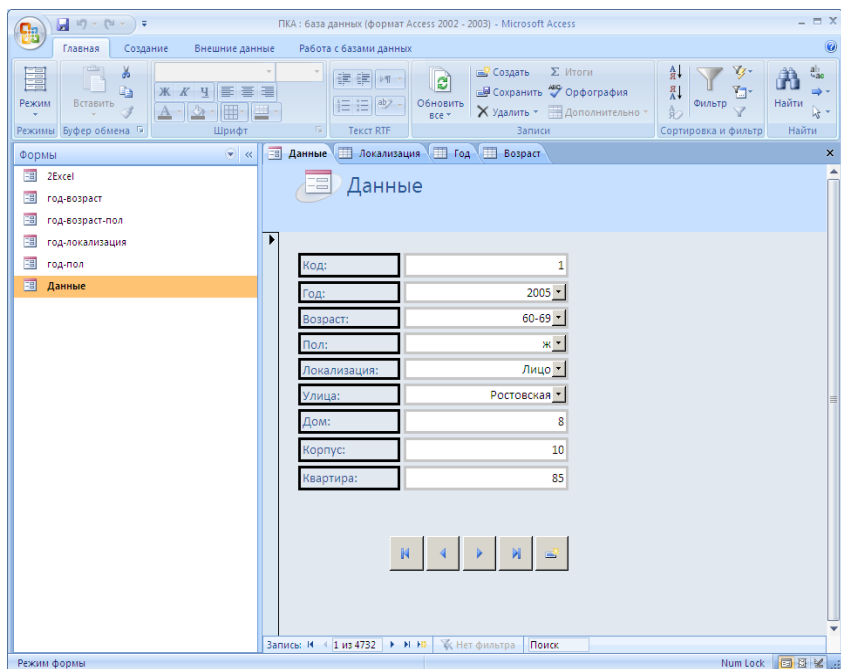 ПКА : база данных (формат Access 2002 - 2003) - Microsoft Access
Главная Создание Внешние данные Работа с базами данных
Режим
Вставить
Ж К Ч
Обновить все
Создать
Сохранить
Удалить
Итоги
Орфография
Дополнительно
Фильтр
Найти
Режимы Буфер обмена Шрифт Текст RTF Записи Сортировка и фильтр Найти
Формы
2Excel
год-возраст
год-возраст-пол
год-локализация
год-пол
Данные
Данные Локализация Год Возраст
Данные
Код: 1
Год: 2005
Возраст: 60-69
Пол: ж
Локализация: Лицо
Улица: Ростовская
Дом: 8
Корпус: 10
Квартира: 85
Запись: 1 из 4732 Нет фильтра Поиск
Режим формы Num Lock